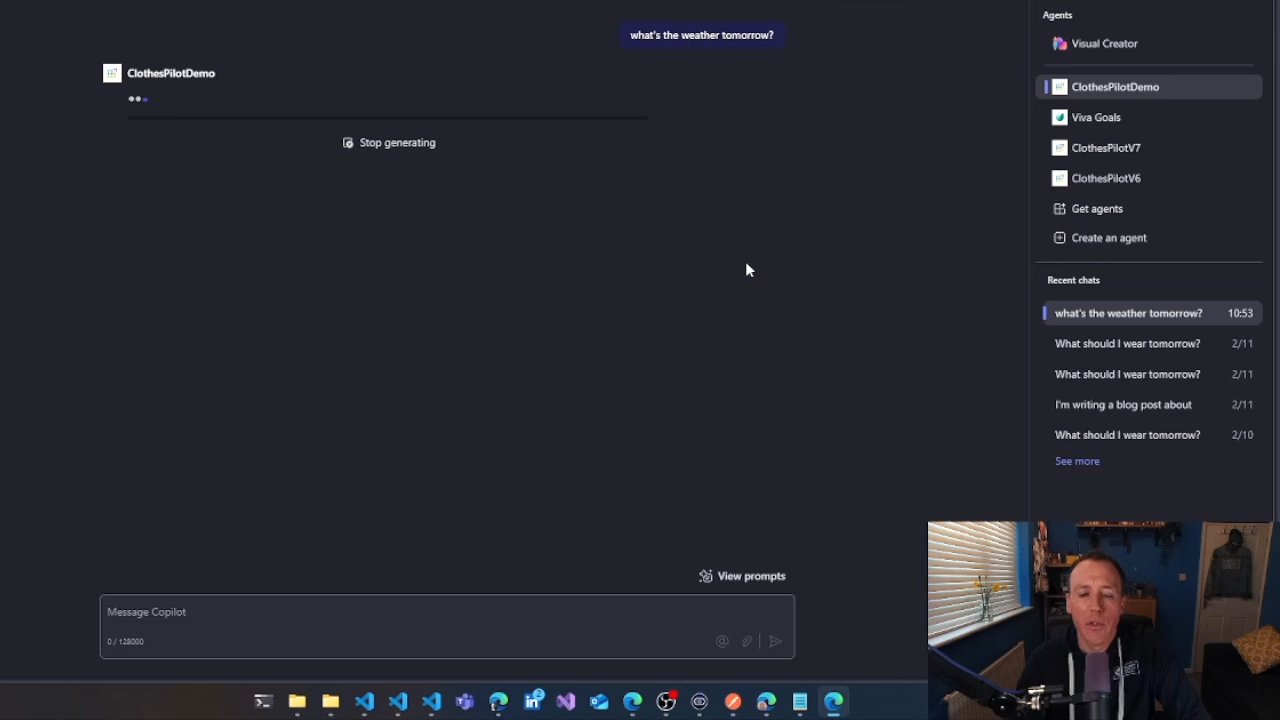 what's the weather tomorrow?
ClothesPilotDemo
Stop generating
View prompts
Message Copilot
0 / 128000
Agents
Visual Creator
ClothesPilotDemo
Viva Goals
ClothesPilotV7
ClothesPilotV6
Get agents
Create an agent
Recent chats
what's the weather tomorrow? 10:53
What should I wear tomorrow? 2/11
What should I wear tomorrow? 2/11
I'm writing a blog post about 2/11
What should I wear tomorrow? 2/10
See more
2